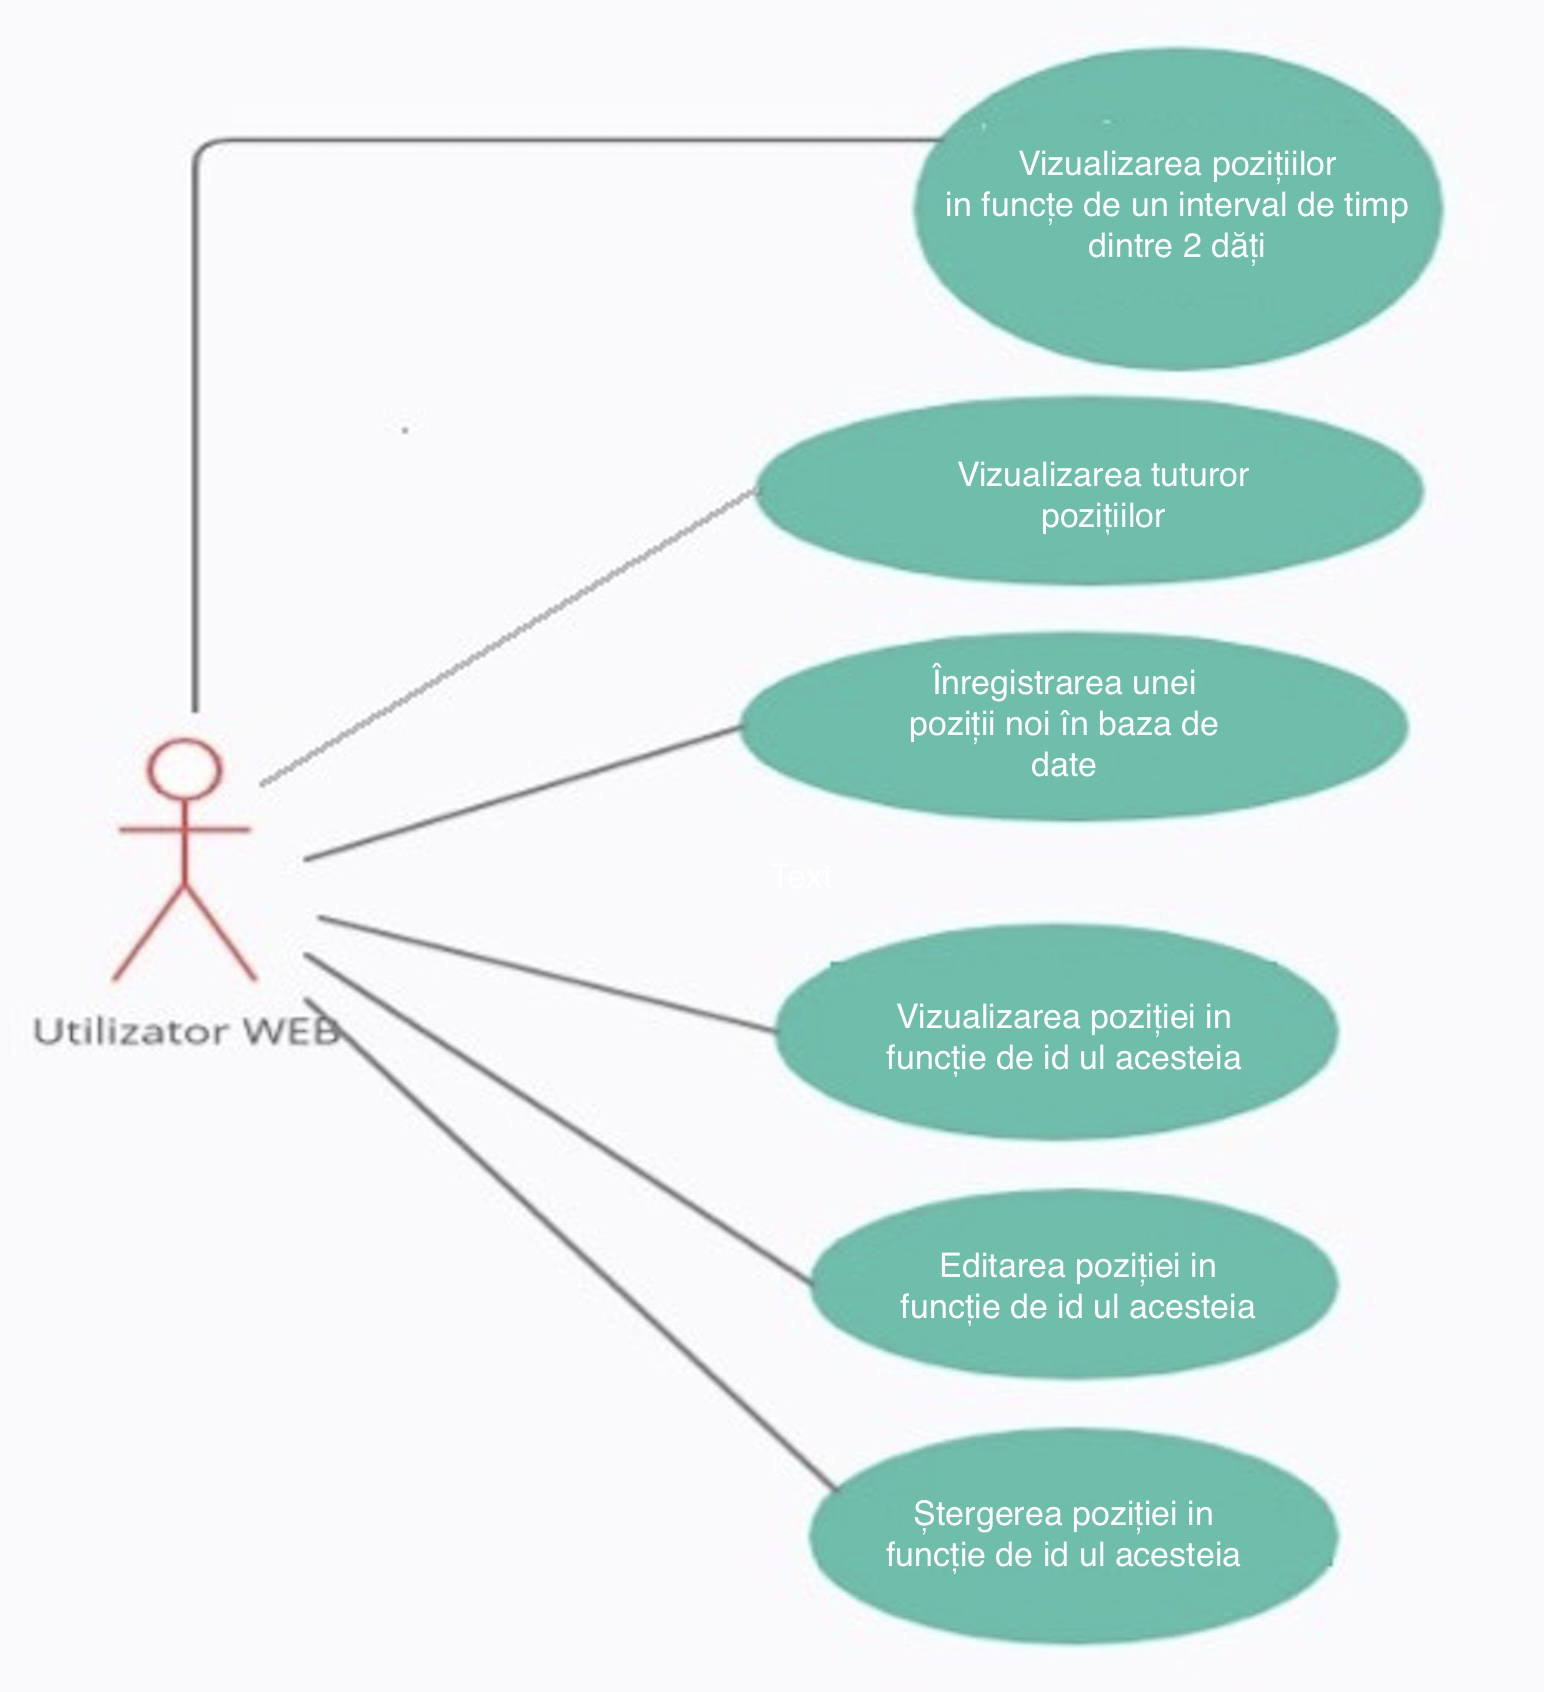 Vizualizarea pozițiilor
in funcțe de un interval de timp
dintre 2 dăți
Vizualizarea tuturor
pozițiilor
Înregistrarea unei
poziții noi în baza de
date
Text
Vizualizarea poziției in
funcție de id ul acesteia
Utilizator WEB
Editarea poziției in
funcție de id ul acesteia
Ștergerea poziției in
funcție de id ul acesteia